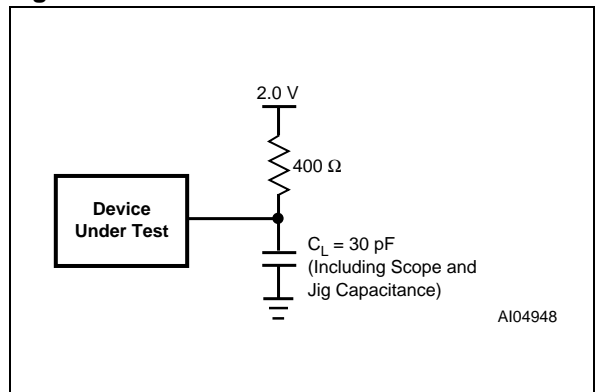 2.0 V
400 Ω
Device
Under Test
C_L = 30 pF
(Including Scope and
Jig Capacitance)
AI04948